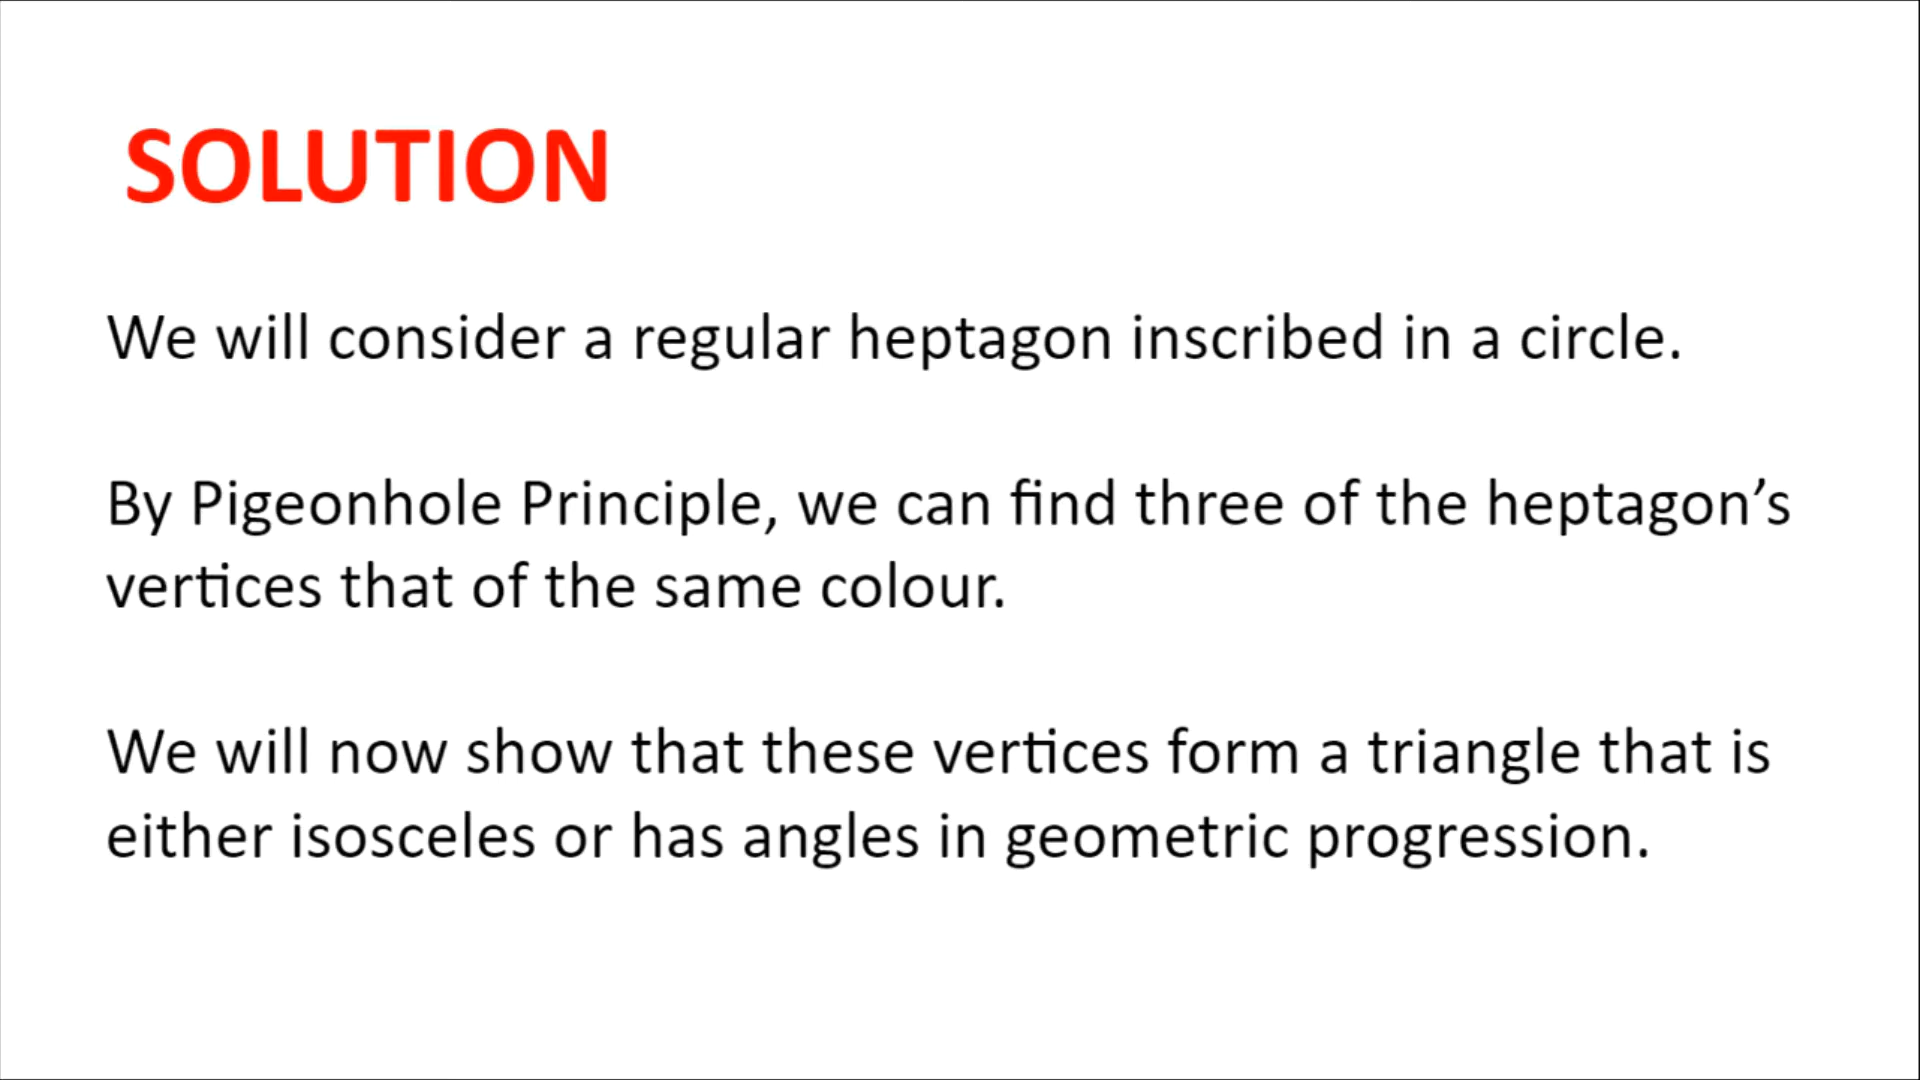 SOLUTION
We will consider a regular heptagon inscribed in a circle.
By Pigeonhole Principle, we can find three of the heptagon’s
vertices that of the same colour.
We will now show that these vertices form a triangle that is
either isosceles or has angles in geometric progression.